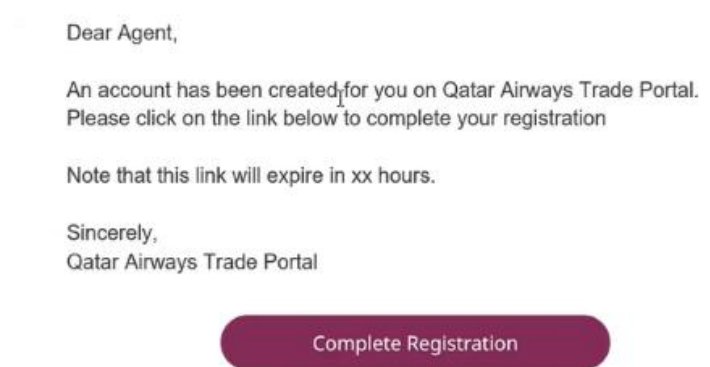 Dear Agent,
An account has been created for you on Qatar Airways Trade Portal.
Please click on the link below to complete your registration
Note that this link will expire in xx hours.
Sincerely,
Qatar Airways Trade Portal
Complete Registration